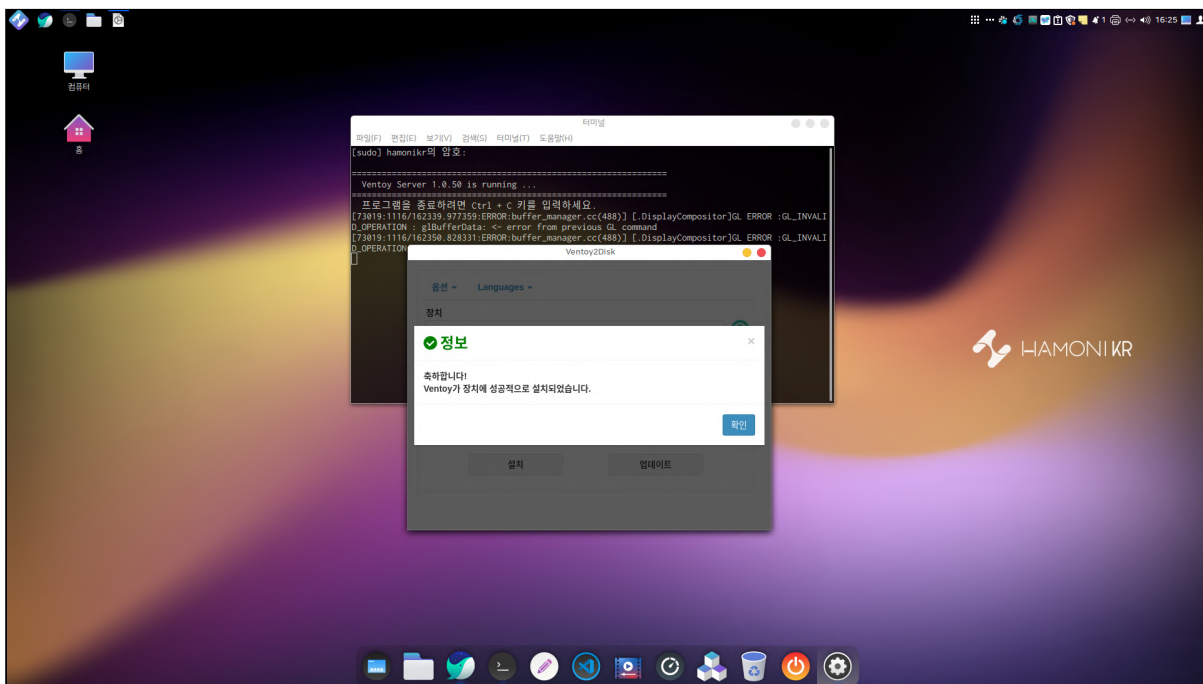 16:25
1
컴퓨터
홈
터미널
파일(F) 편집(E) 보기(V) 검색(S) 터미널(T) 도움말(H)
[sudo] hamonikr의 암호:
===============================================================
Ventoy Server 1.0.50 is running ...
===============================================================
프로그램을 종료하려면 Ctrl + C 키를 입력하세요.
[73019:1116/162339.977359:ERROR:buffer_manager.cc(488)] [.DisplayCompositor]GL ERROR :GL_INVALI
D_OPERATION : glBufferData: <- error from previous GL command
[73019:1116/162350.828331:ERROR:buffer_manager.cc(488)] [.DisplayCompositor]GL ERROR :GL_INVALI
D_OPERATION
Ventoy2Disk
옵션 Languages
장치
정보
축하합니다!
Ventoy가 장치에 성공적으로 설치되었습니다.
확인
설치 업데이트
HAMONIKR